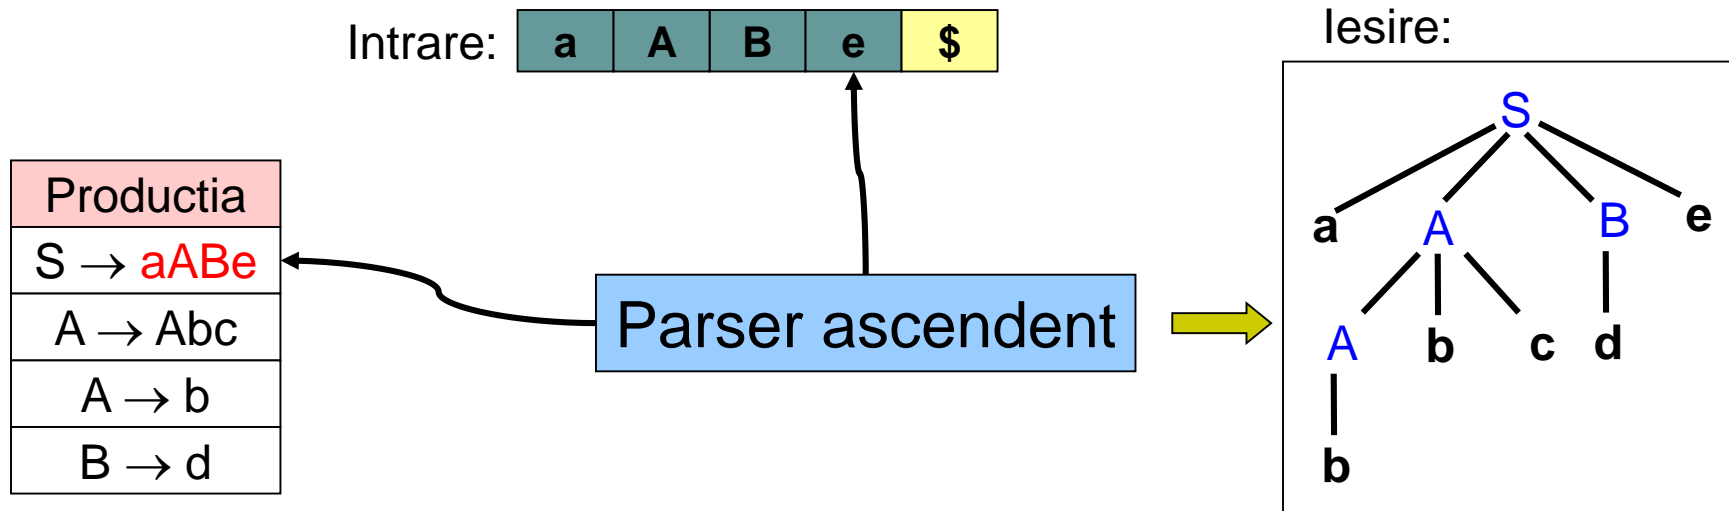 Intrare: a A B e $
Iesire:
Productia
S → aABe
A → Abc
A → b
B → d
Parser ascendent
S
a A B e
A b c d
b